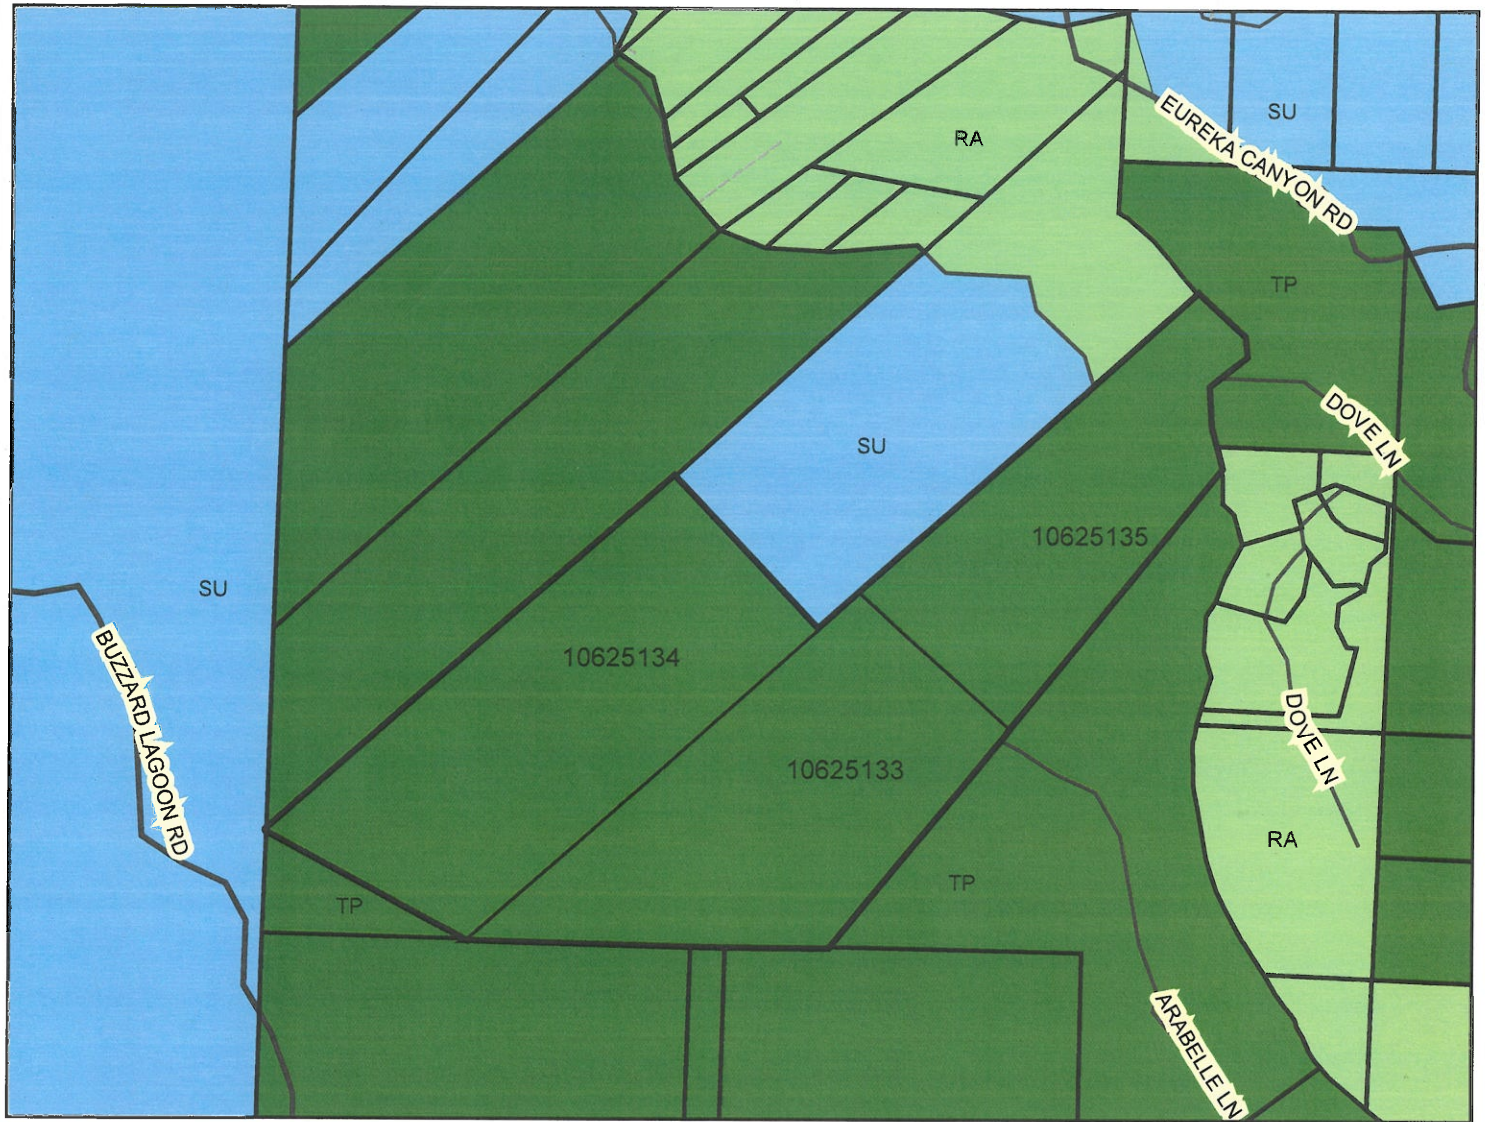 SU
EUREKA CANYON RD
RA
TP
DOVE LN
SU
10625135
SU
10625134
BUZZARD LAGOON RD
DOVE LN
10625133
RA
TP
TP
ARABELLE LN